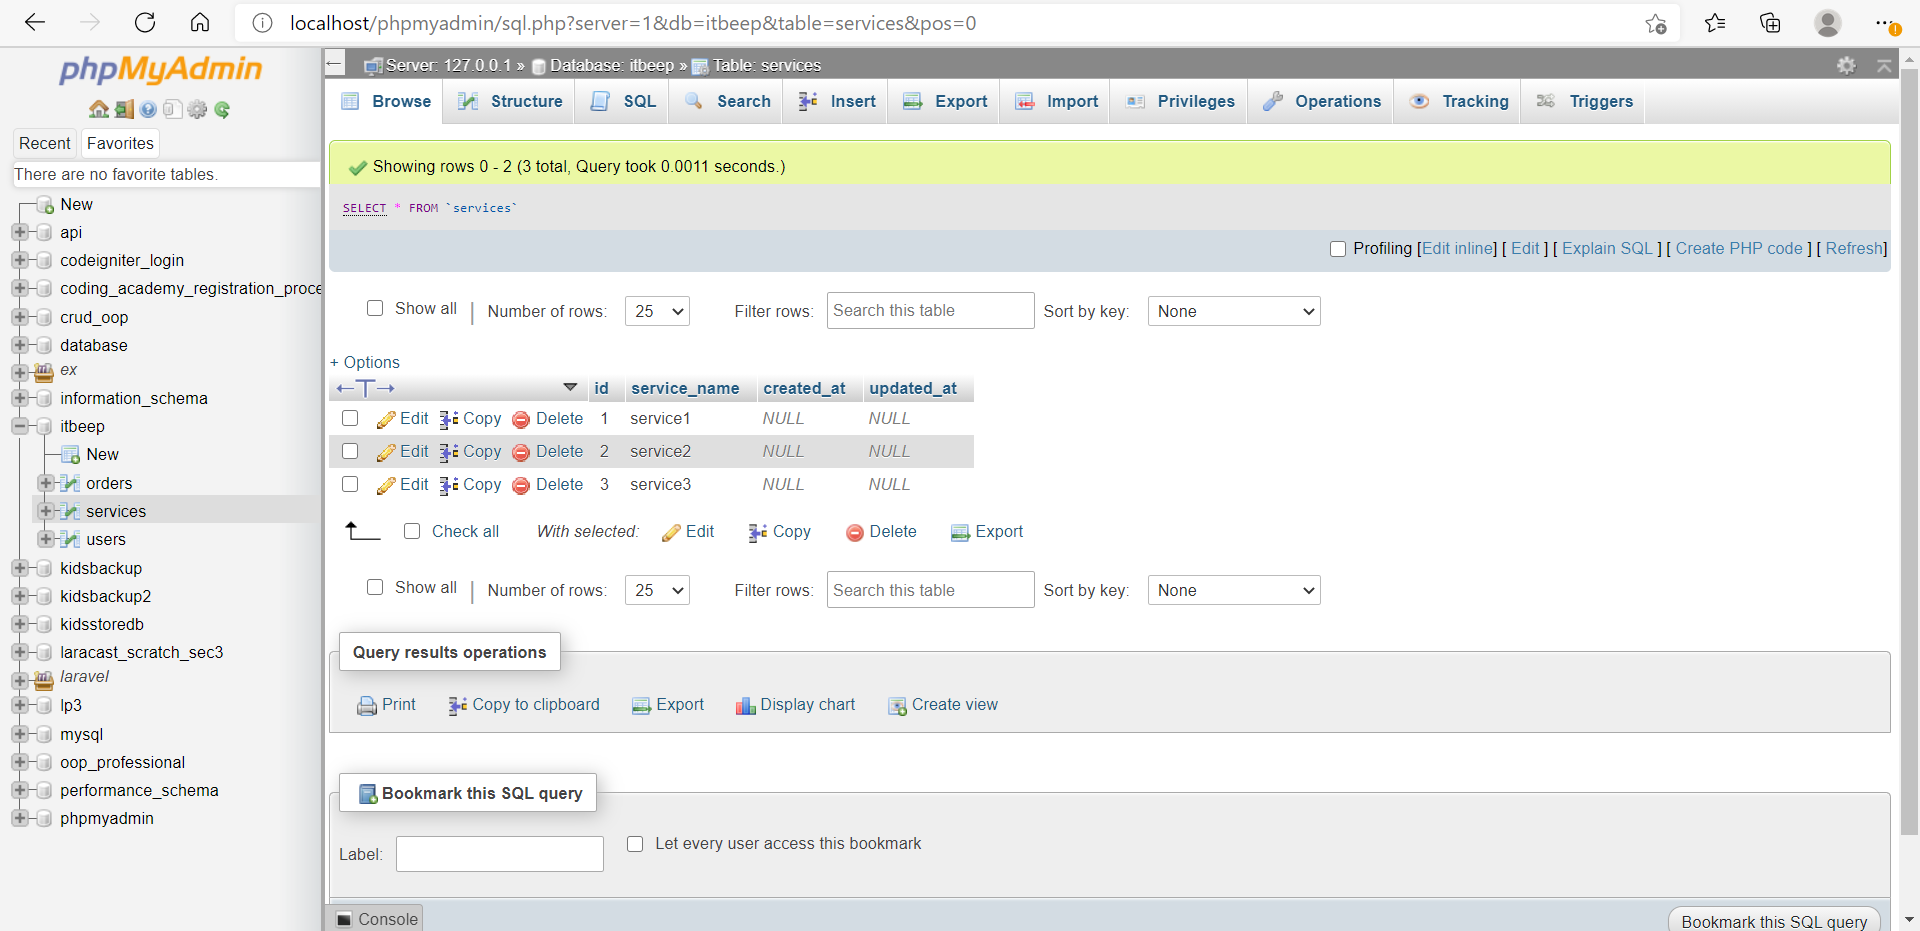 localhost/phpmyadmin/sql.php?server=1&db=itbeep&table=services&pos=0
phpMyAdmin
Recent Favorites
There are no favorite tables.
New
api
codeigniter_login
coding_academy_registration_proce
crud_oop
database
ex
information_schema
itbeep
New
orders
services
users
kidsbackup
kidsbackup2
kidsstoredb
laracast_scratch_sec3
laravel
lp3
mysql
oop_professional
performance_schema
phpmyadmin
Server: 127.0.0.1 » Database: itbeep » Table: services
Browse Structure SQL Search Insert Export Import Privileges Operations Tracking Triggers
Showing rows 0 - 2 (3 total, Query took 0.0011 seconds.)
SELECT * FROM `services`
Profiling [Edit inline] [ Edit ] [ Explain SQL ] [ Create PHP code ] [ Refresh]
Show all | Number of rows: 25 Filter rows: Search this table Sort by key: None
+ Options
←T→ id service_name created_at updated_at
Edit Copy Delete 1 service1 NULL NULL
Edit Copy Delete 2 service2 NULL NULL
Edit Copy Delete 3 service3 NULL NULL
Check all With selected: Edit Copy Delete Export
Show all | Number of rows: 25 Filter rows: Search this table Sort by key: None
Query results operations
Print Copy to clipboard Export Display chart Create view
Bookmark this SQL query
Label: Let every user access this bookmark
Console
Bookmark this SQL query